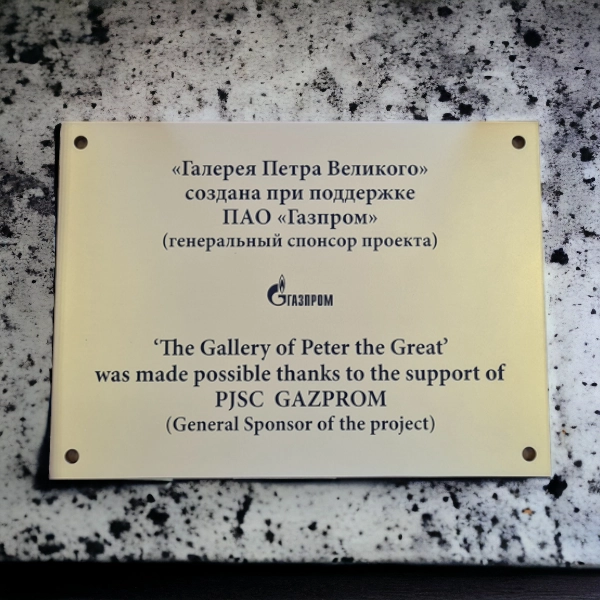 «Галерея Петра Великого»
создана при поддержке
ПАО «Газпром»
(генеральный спонсор проекта)
ГАЗПРОМ
‘The Gallery of Peter the Great’
was made possible thanks to the support of
PJSC GAZPROM
(General Sponsor of the project)